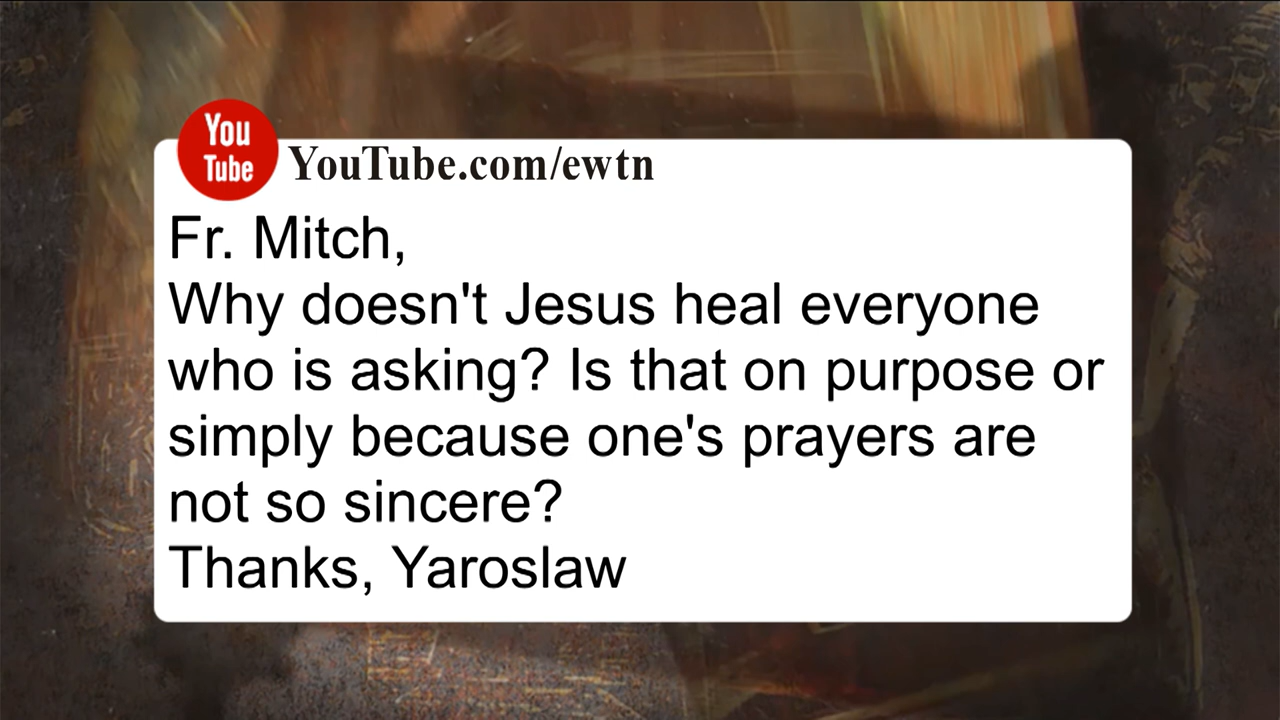 You
Tube
YouTube.com/ewtn
Fr. Mitch,
Why doesn't Jesus heal everyone
who is asking? Is that on purpose or
simply because one's prayers are
not so sincere?
Thanks, Yaroslaw